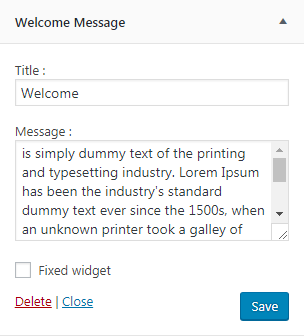 Welcome Message
Title :
Welcome
Message :
is simply dummy text of the printing
and typesetting industry. Lorem Ipsum
has been the industry's standard
dummy text ever since the 1500s, when
an unknown printer took a galley of
Fixed widget
Delete | Close
Save